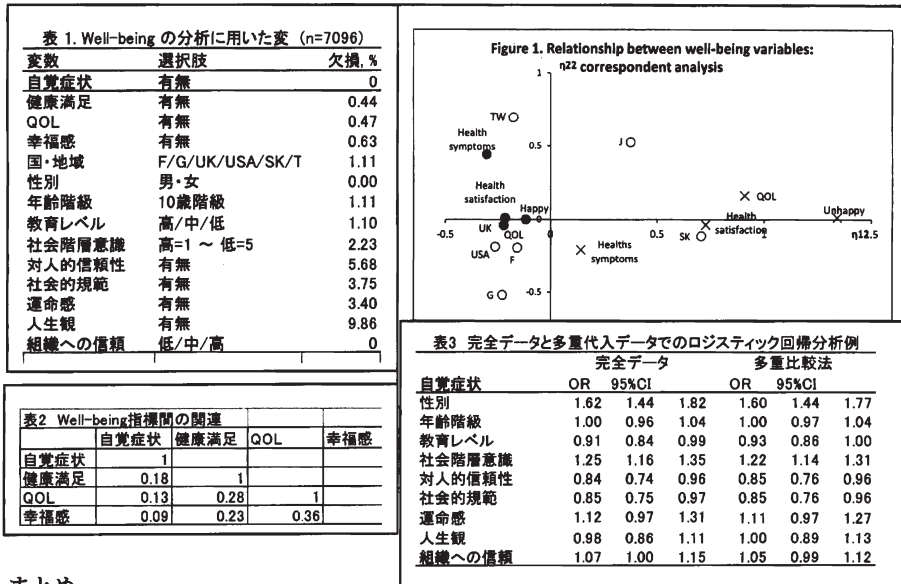 表 1. Well-being の分析に用いた変 (n=7096)
変数 選択肢 欠損, %
自覚症状 有無 0
健康満足 有無 0.44
QOL 有無 0.47
幸福感 有無 0.63
国・地域 F/G/UK/USA/SK/T 1.11
性別 男・女 0.00
年齢階級 10歳階級 1.11
教育レベル 高/中/低 1.10
社会階層意識 高=1 ～ 低=5 2.23
対人的信頼性 有無 5.68
社会的規範 有無 3.75
運命感 有無 3.40
人生観 有無 9.86
組織への信頼 低/中/高 0
表2 Well-being指標間の関連
自覚症状 健康満足 QOL 幸福感
自覚症状 1
健康満足 0.18 1
QOL 0.13 0.28 1
幸福感 0.09 0.23 0.36
Figure 1. Relationship between well-being variables:
η22 correspondent analysis
1
TW
Health
symptoms
0.5
J
Health
satisfaction
Happy
QOL
Health
satisfaction
Unhappy
-0.5
0
0
0.5
1
η12.5
UK
QOL
USA
F
SK
Healths
symptoms
G
-0.5
表3 完全データと多重代入データでのロジスティック回帰分析例
完全データ 多重比較法
自覚症状 OR 95%CI OR 95%CI
性別 1.62 1.44 1.82 1.60 1.44 1.77
年齢階級 1.00 0.96 1.04 1.00 0.97 1.04
教育レベル 0.91 0.84 0.99 0.93 0.86 1.00
社会階層意識 1.25 1.16 1.35 1.22 1.14 1.31
対人的信頼性 0.84 0.74 0.96 0.85 0.76 0.96
社会的規範 0.85 0.75 0.97 0.85 0.76 0.96
運命感 1.12 0.97 1.31 1.11 0.97 1.27
人生観 0.98 0.86 1.11 1.00 0.89 1.13
組織への信頼 1.07 1.00 1.15 1.05 0.99 1.12
まとめ